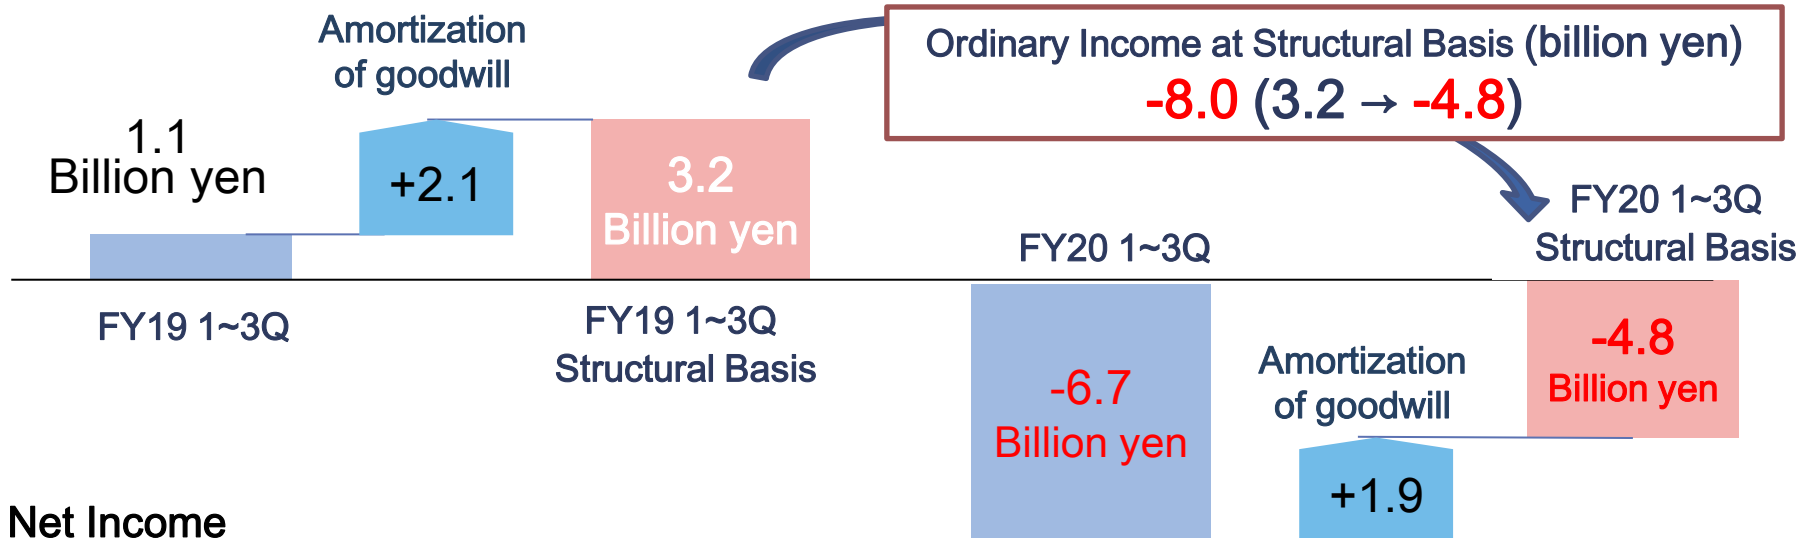 Amortization
of goodwill
Ordinary Income at Structural Basis (billion yen)
-8.0 (3.2 → -4.8)
1.1
Billion yen
+2.1
3.2
Billion yen
FY19 1~3Q
FY19 1~3Q
Structural Basis
FY20 1~3Q
FY20 1~3Q
Structural Basis
-6.7
Billion yen
Amortization
of goodwill
+1.9
-4.8
Billion yen
Net Income